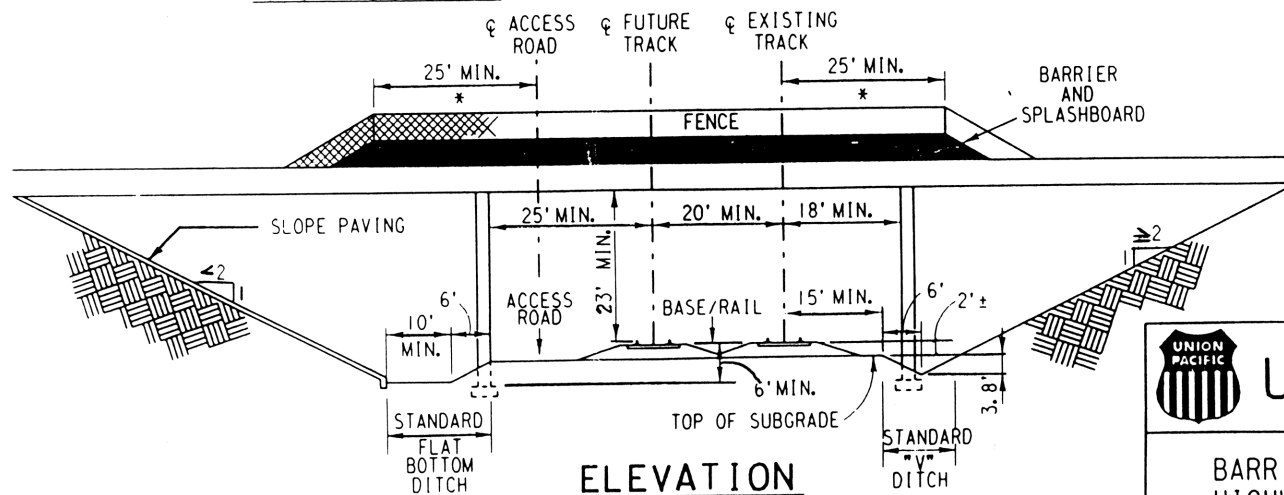 ℄ ACCESS
ROAD
℄ FUTURE
TRACK
℄ EXISTING
TRACK
25' MIN.
*
25' MIN.
*
BARRIER
AND
SPLASHBOARD
FENCE
SLOPE PAVING
25' MIN.
20' MIN.
18' MIN.
23' MIN.
≤2
1
≥2
1
6'
10'
MIN.
ACCESS
ROAD
BASE/RAIL
15' MIN.
6'
2' ±
6' MIN.
3.8'
TOP OF SUBGRADE
STANDARD
FLAT
BOTTOM
DITCH
STANDARD
"V"
DITCH
ELEVATION
UNION
PACIFIC
U
BARR